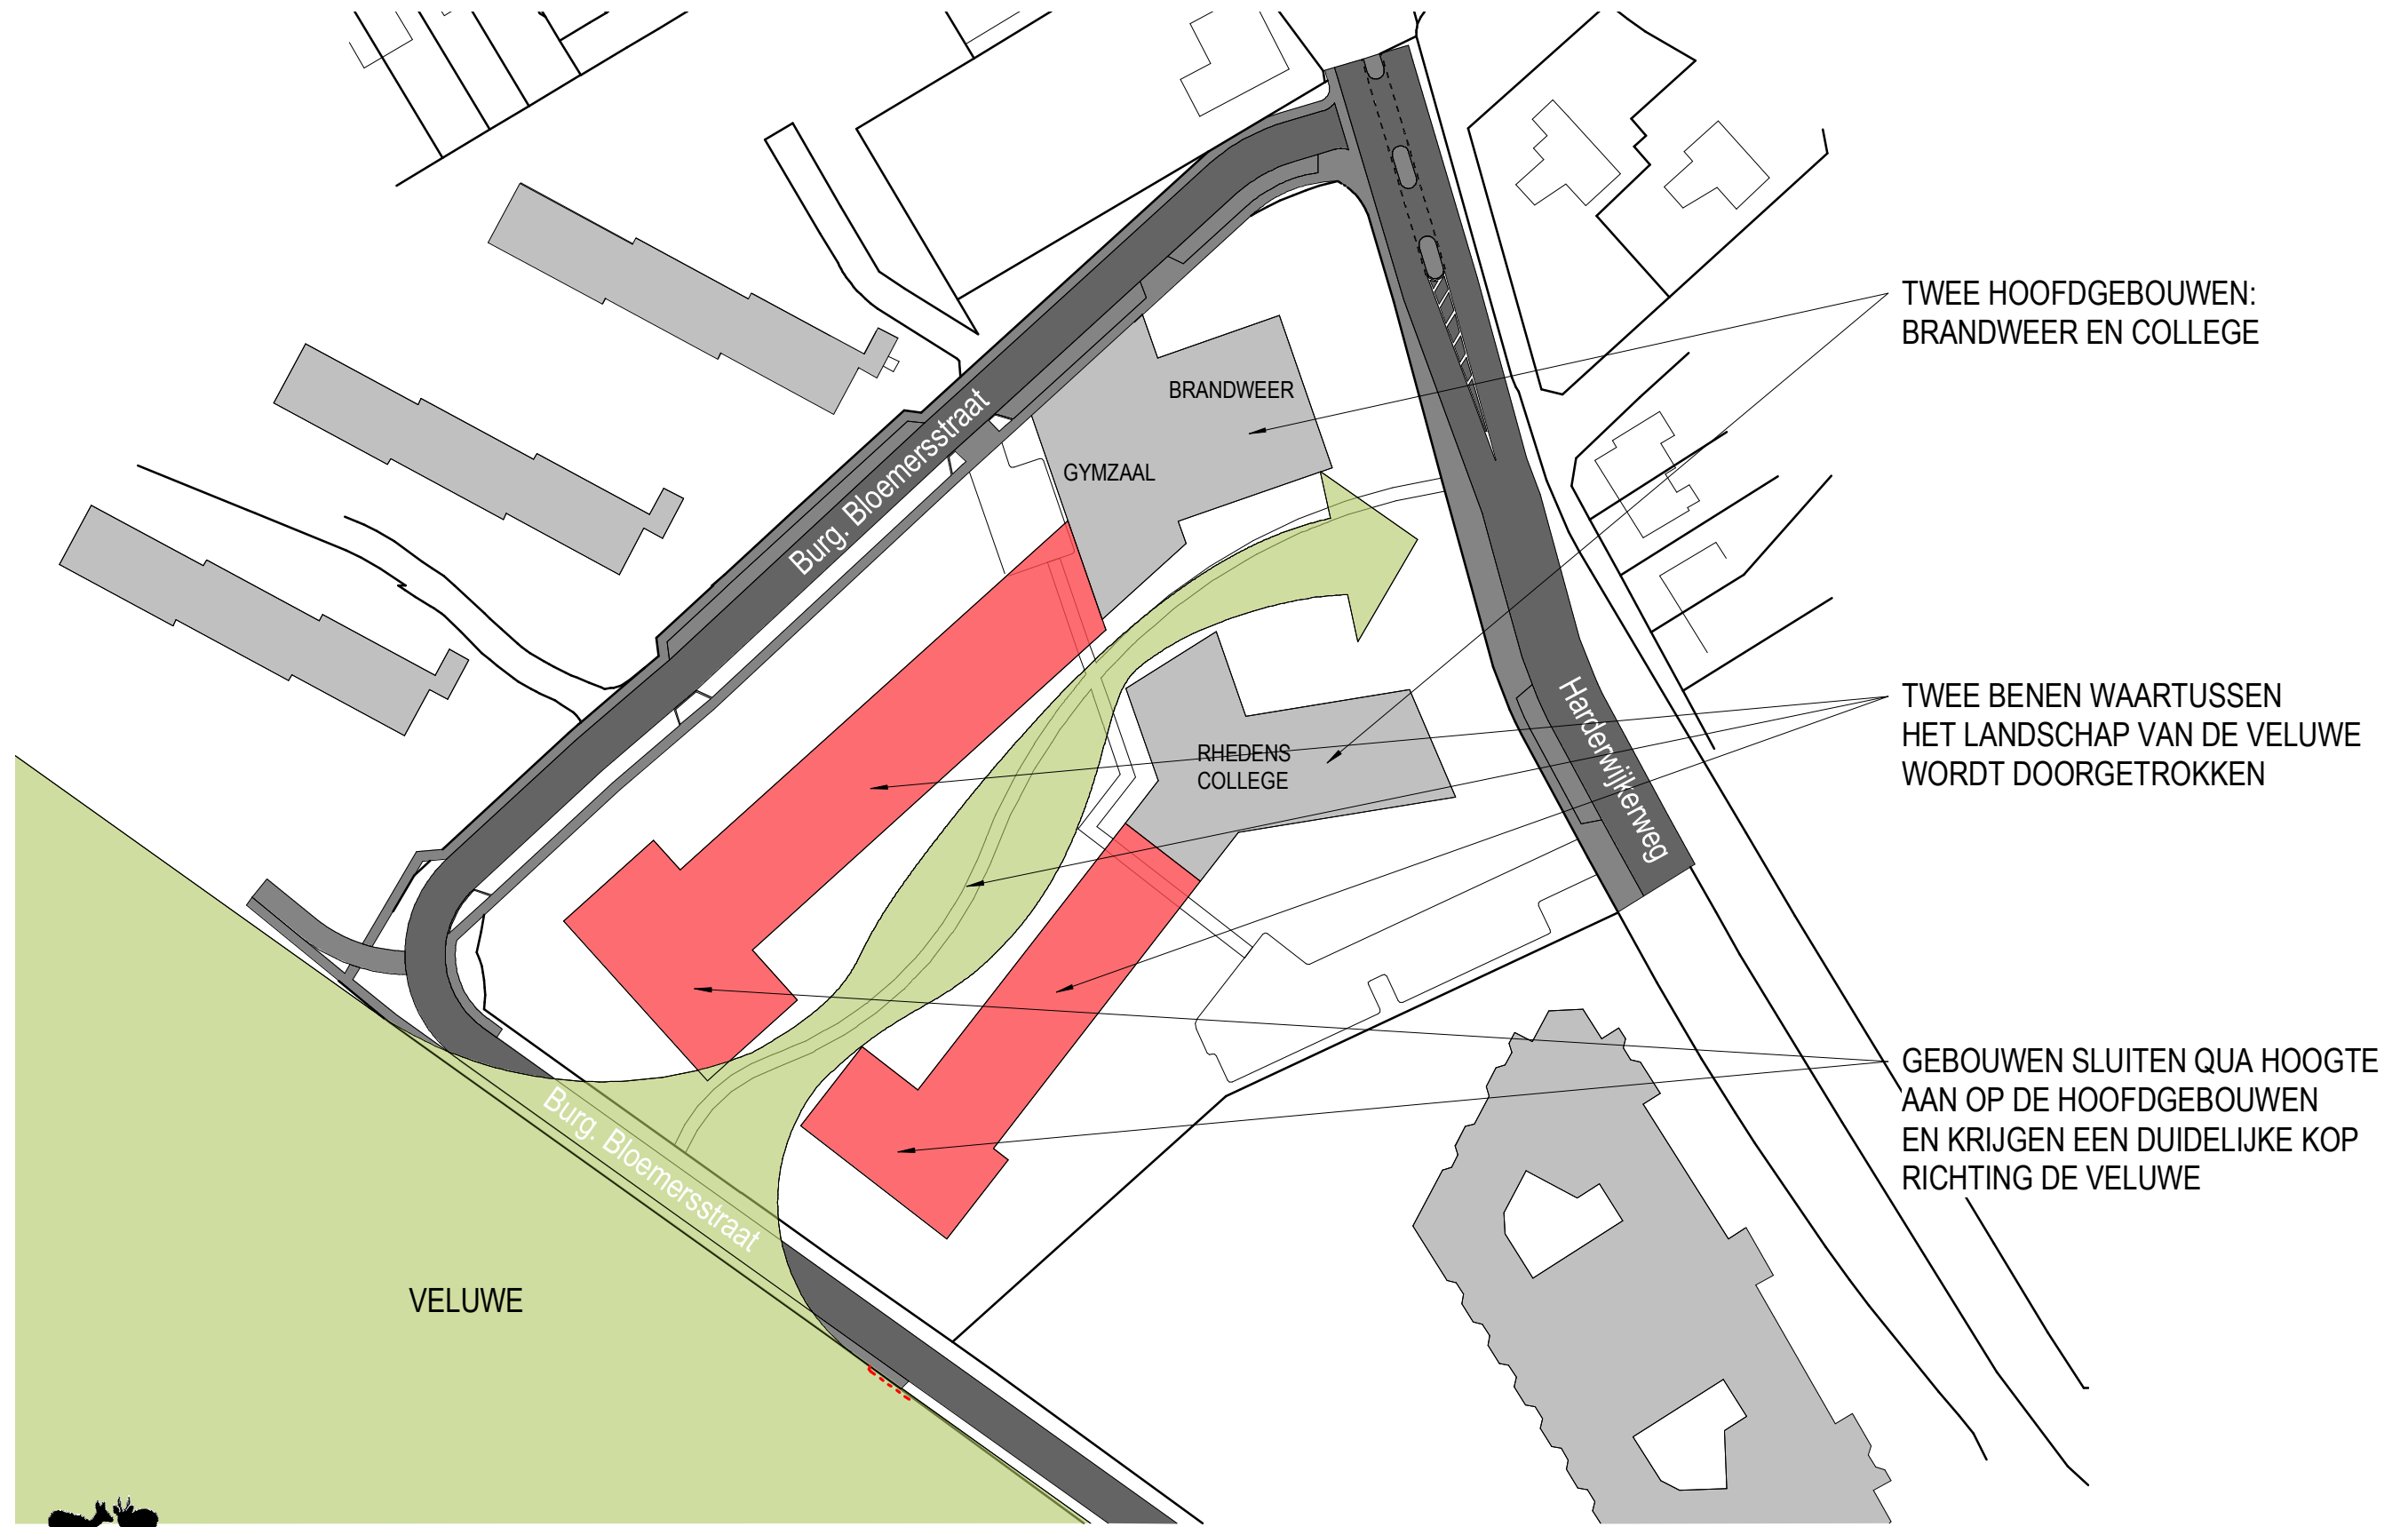 TWEE HOOFDGEBOUWEN:
BRANDWEER EN COLLEGE
BRANDWEER
GYMZAAL
Burg. Bloemersstraat
TWEE BENEN WAARTUSSEN
HET LANDSCHAP VAN DE VELUWE
WORDT DOORGETROKKEN
RHEDENS
COLLEGE
Harderwijkerweg
GEBOUWEN SLUITEN QUA HOOGTE
AAN OP DE HOOFDGEBOUWEN
EN KRIJGEN EEN DUIDELIJKE KOP
RICHTING DE VELUWE
Burg. Bloemersstraat
VELUWE